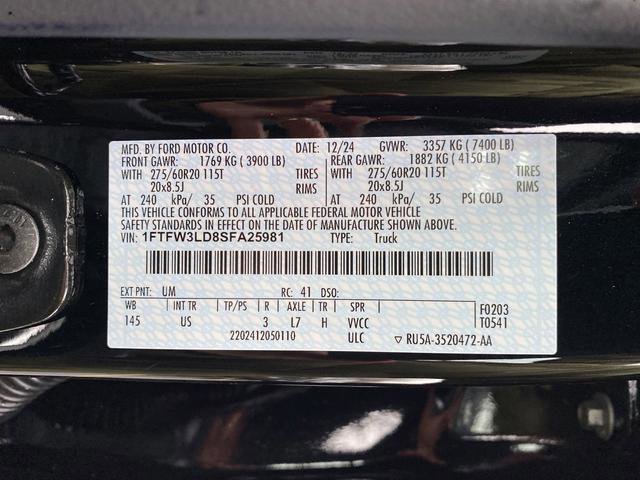 MFD. BY FORD MOTOR CO. DATE: 12/24 GVWR: 3357 KG (7400 LB)
FRONT GAWR: 1769 KG (3900 LB) REAR GAWR: 1882 KG (4150 LB)
WITH 275/60R20 115T TIRES WITH 275/60R20 115T TIRES
20x8.5J RIMS 20x8.5J RIMS
AT 240 kPa/ 35 PSI COLD AT 240 kPa/ 35 PSI COLD
THIS VEHICLE CONFORMS TO ALL APPLICABLE FEDERAL MOTOR VEHICLE
SAFETY STANDARDS IN EFFECT ON THE DATE OF MANUFACTURE SHOWN ABOVE.
VIN: 1FTFW3LD8SFA25981 TYPE: Truck
EXT PNT: UM RC: 41 DSO:
WB INT TR TP/PS R AXLE TR SPR F0203
145 US 3 L7 H VVCC T0541
2202412050110 ULC RU5A-3520472-AA